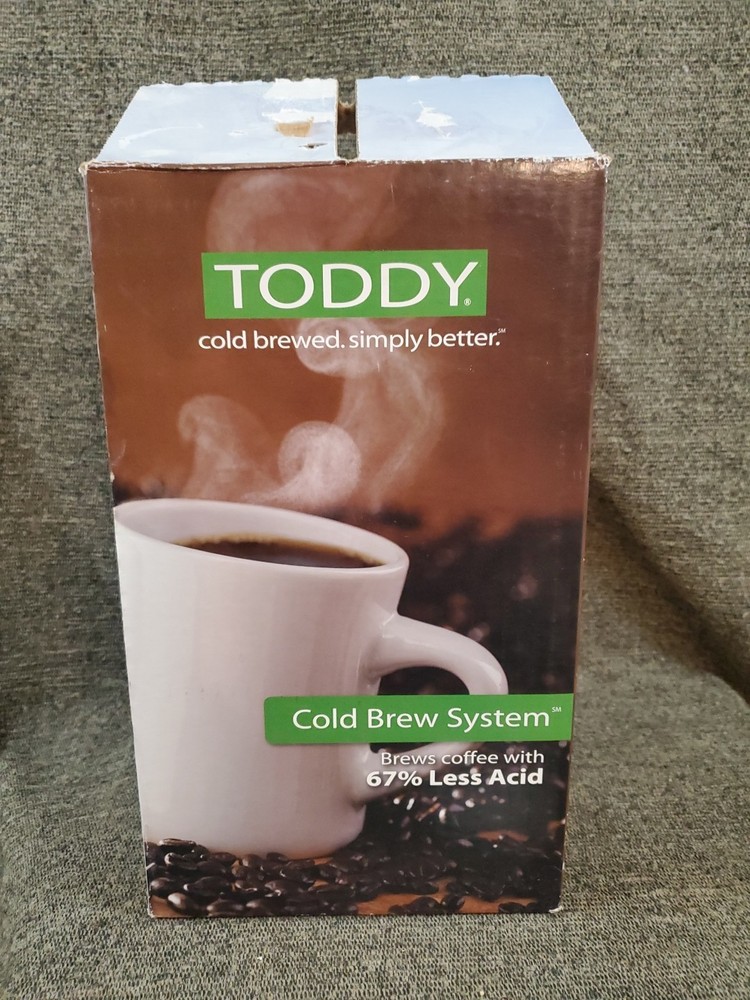 TODDY®
cold brewed. simply better.℠
Cold Brew System℠
Brews coffee with
67% Less Acid